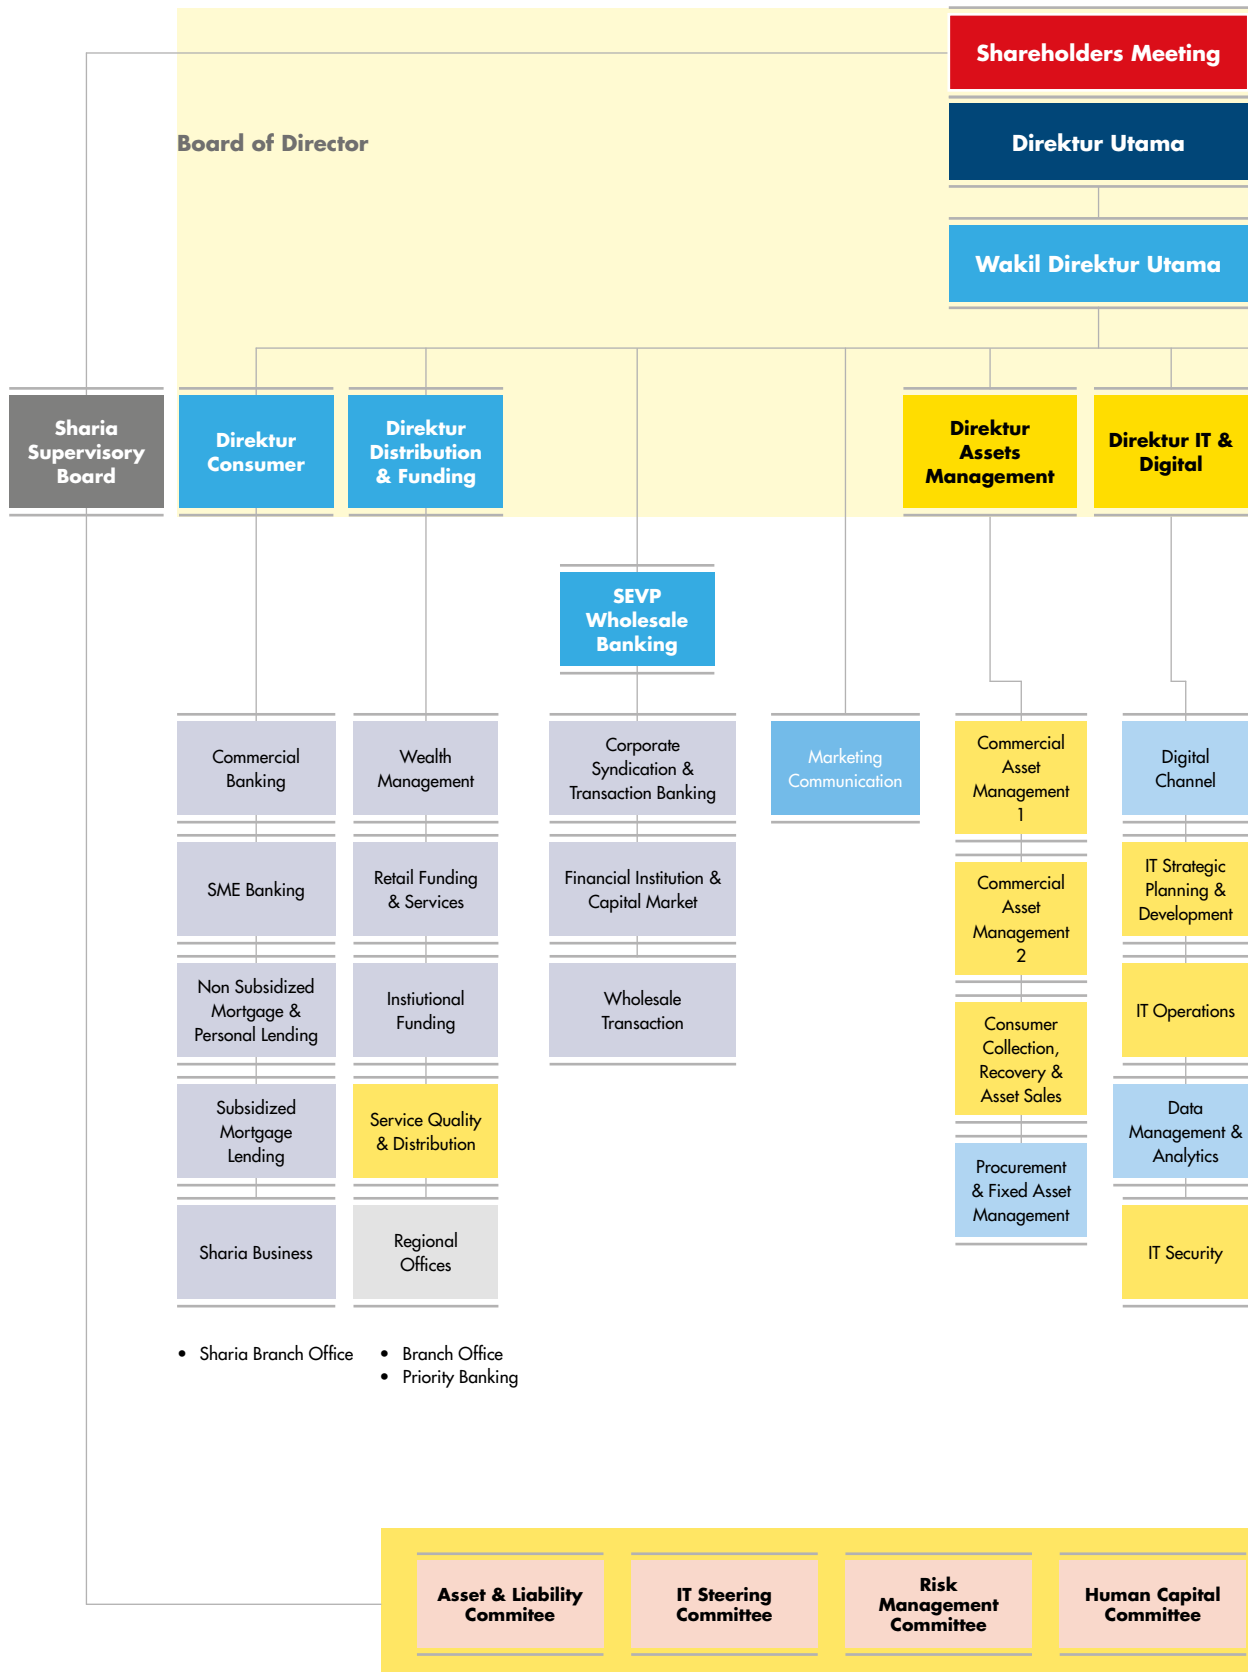 Shareholders Meeting
Board of Director
Direktur Utama
Wakil Direktur Utama
Sharia
Supervisory
Board
Direktur
Consumer
Direktur
Distribution
& Funding
Direktur
Assets
Management
Direktur IT &
Digital
SEVP
Wholesale
Banking
Commercial
Banking
SME Banking
Non Subsidized
Mortgage &
Personal Lending
Subsidized
Mortgage
Lending
Sharia Business
• Sharia Branch Office
Wealth
Management
Retail Funding
& Services
Instiutional
Funding
Service Quality
& Distribution
Regional
Offices
• Branch Office
• Priority Banking
Corporate
Syndication &
Transaction Banking
Financial Institution &
Capital Market
Wholesale
Transaction
Marketing
Communication
Commercial
Asset
Management
1
Commercial
Asset
Management
2
Consumer
Collection,
Recovery &
Asset Sales
Procurement
& Fixed Asset
Management
Digital
Channel
IT Strategic
Planning &
Development
IT Operations
Data
Management &
Analytics
IT Security
Asset & Liability
Commitee
IT Steering
Committee
Risk
Management
Committee
Human Capital
Committee